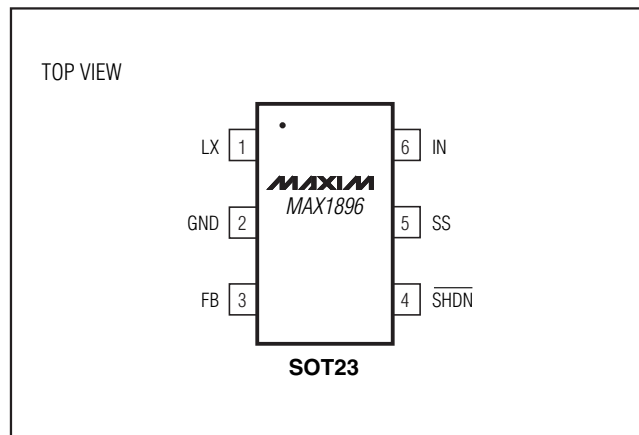 TOP VIEW
LX 1
6 IN
MAXIM
MAX1896
GND 2
5 SS
FB 3
4 SHDN
SOT23